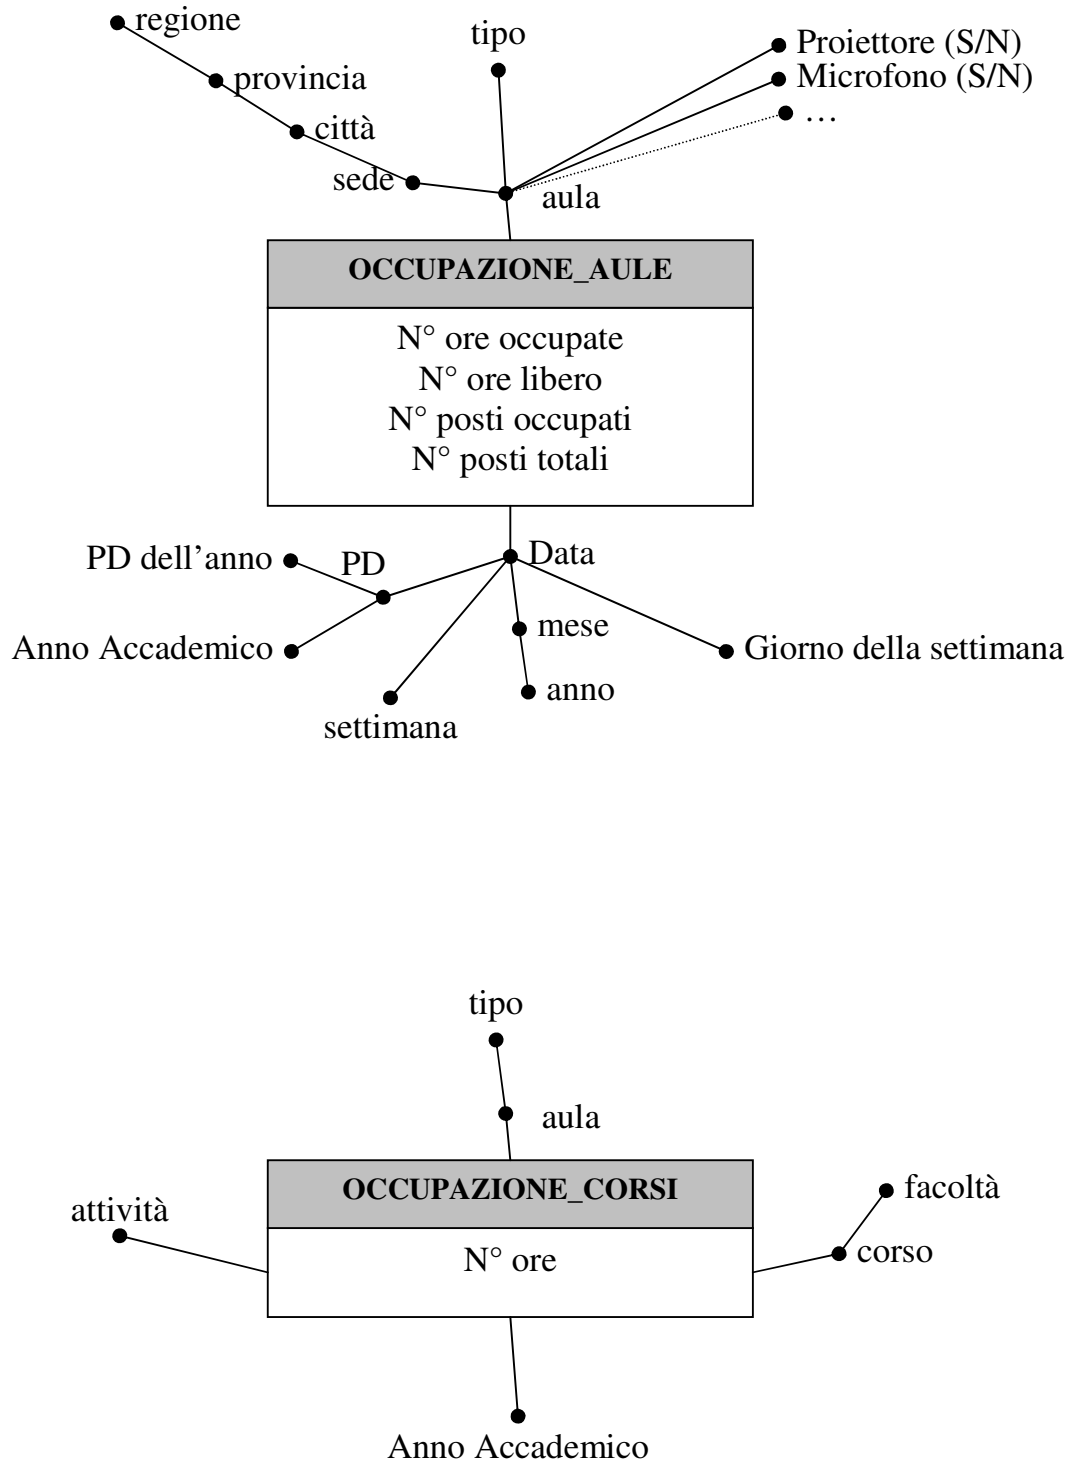 regione
tipo
Proiettore (S/N)
provincia
Microfono (S/N)
…
città
sede
aula
OCCUPAZIONE_AULE
N° ore occupate
N° ore libero
N° posti occupati
N° posti totali
PD dell'anno
PD
Data
mese
Anno Accademico
Giorno della settimana
anno
settimana
tipo
aula
OCCUPAZIONE_CORSI
facoltà
attività
corso
N° ore
Anno Accademico